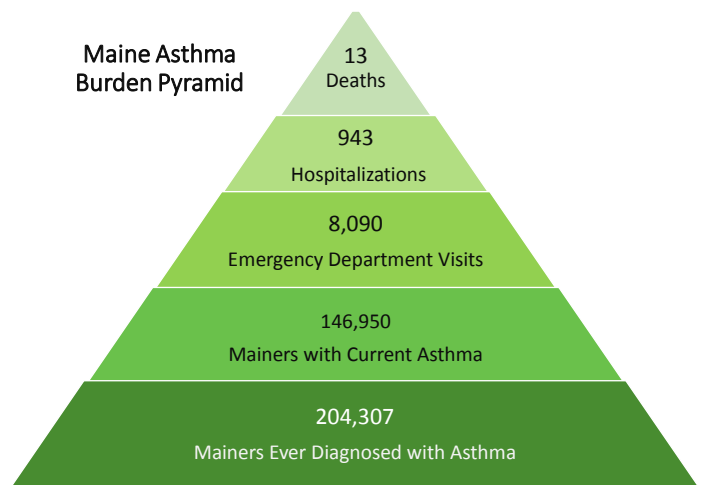 Maine Asthma
Burden Pyramid
13
Deaths
943
Hospitalizations
8,090
Emergency Department Visits
146,950
Mainers with Current Asthma
204,307
Mainers Ever Diagnosed with Asthma